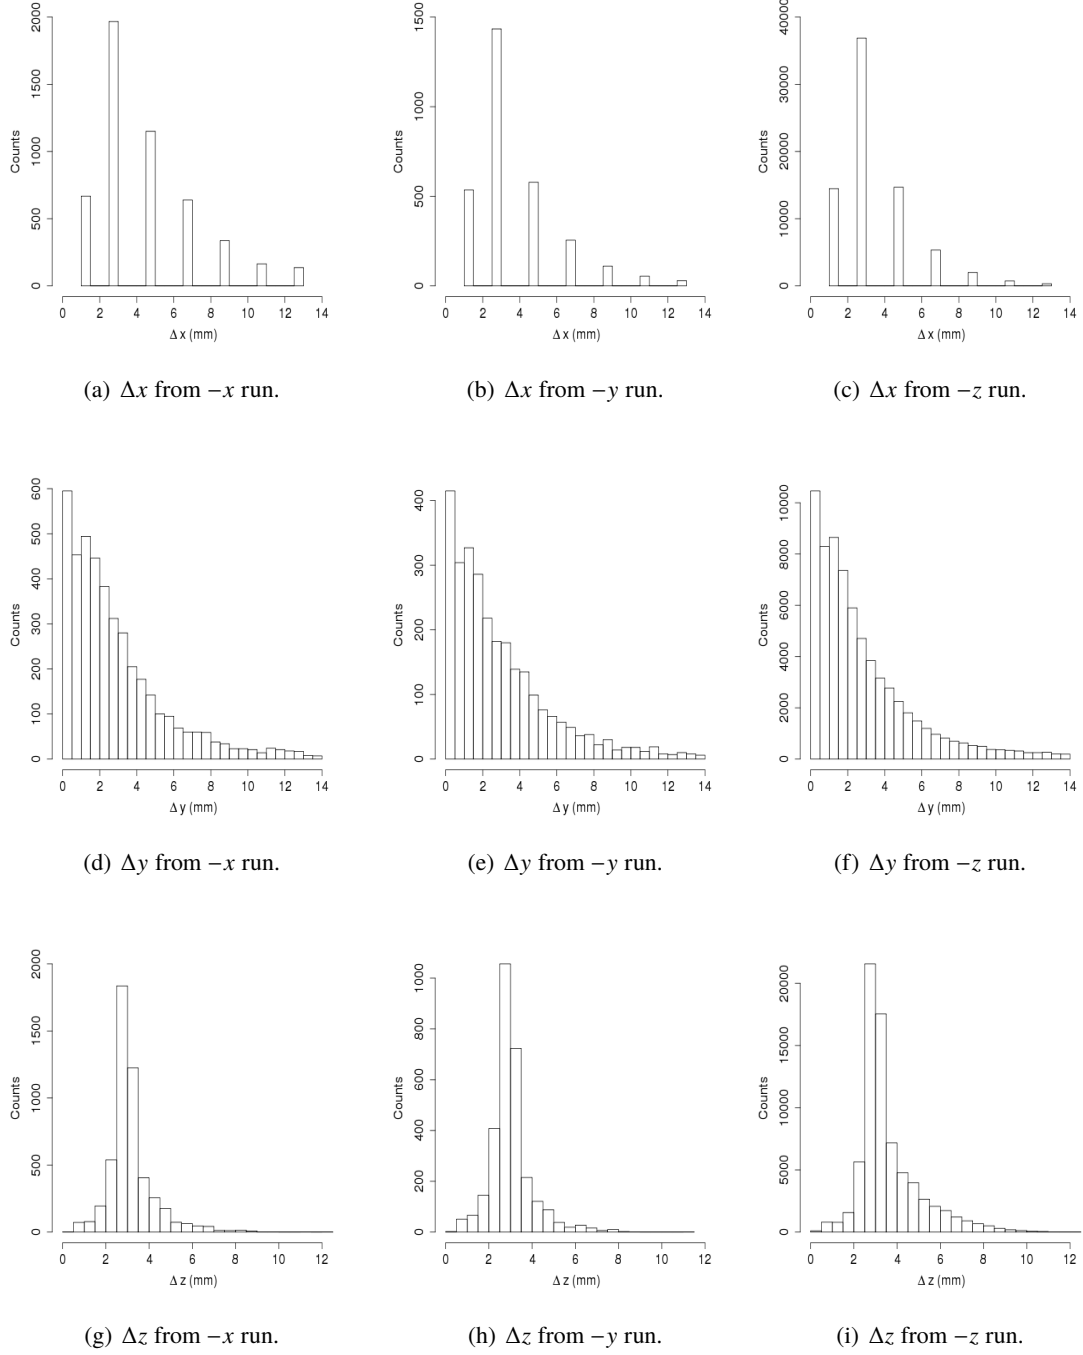 2000
1500
1000
500
0
Counts
0 2 4 6 8 10 12 14
Δ x (mm)
(a) Δx from −x run.
1500
1000
500
0
Counts
0 2 4 6 8 10 12 14
Δ x (mm)
(b) Δx from −y run.
40000
30000
20000
10000
0
Counts
0 2 4 6 8 10 12 14
Δ x (mm)
(c) Δx from −z run.
600
500
400
300
200
100
0
Counts
0 2 4 6 8 10 12 14
Δ y (mm)
(d) Δy from −x run.
400
300
200
100
0
Counts
0 2 4 6 8 10 12 14
Δ y (mm)
(e) Δy from −y run.
10000
8000
6000
4000
2000
0
Counts
0 2 4 6 8 10 12 14
Δ y (mm)
(f) Δy from −z run.
2000
1500
1000
500
0
Counts
0 2 4 6 8 10 12
Δ z (mm)
(g) Δz from −x run.
1000
800
600
400
200
0
Counts
0 2 4 6 8 10 12
Δ z (mm)
(h) Δz from −y run.
20000
15000
10000
5000
0
Counts
0 2 4 6 8 10 12
Δ z (mm)
(i) Δz from −z run.